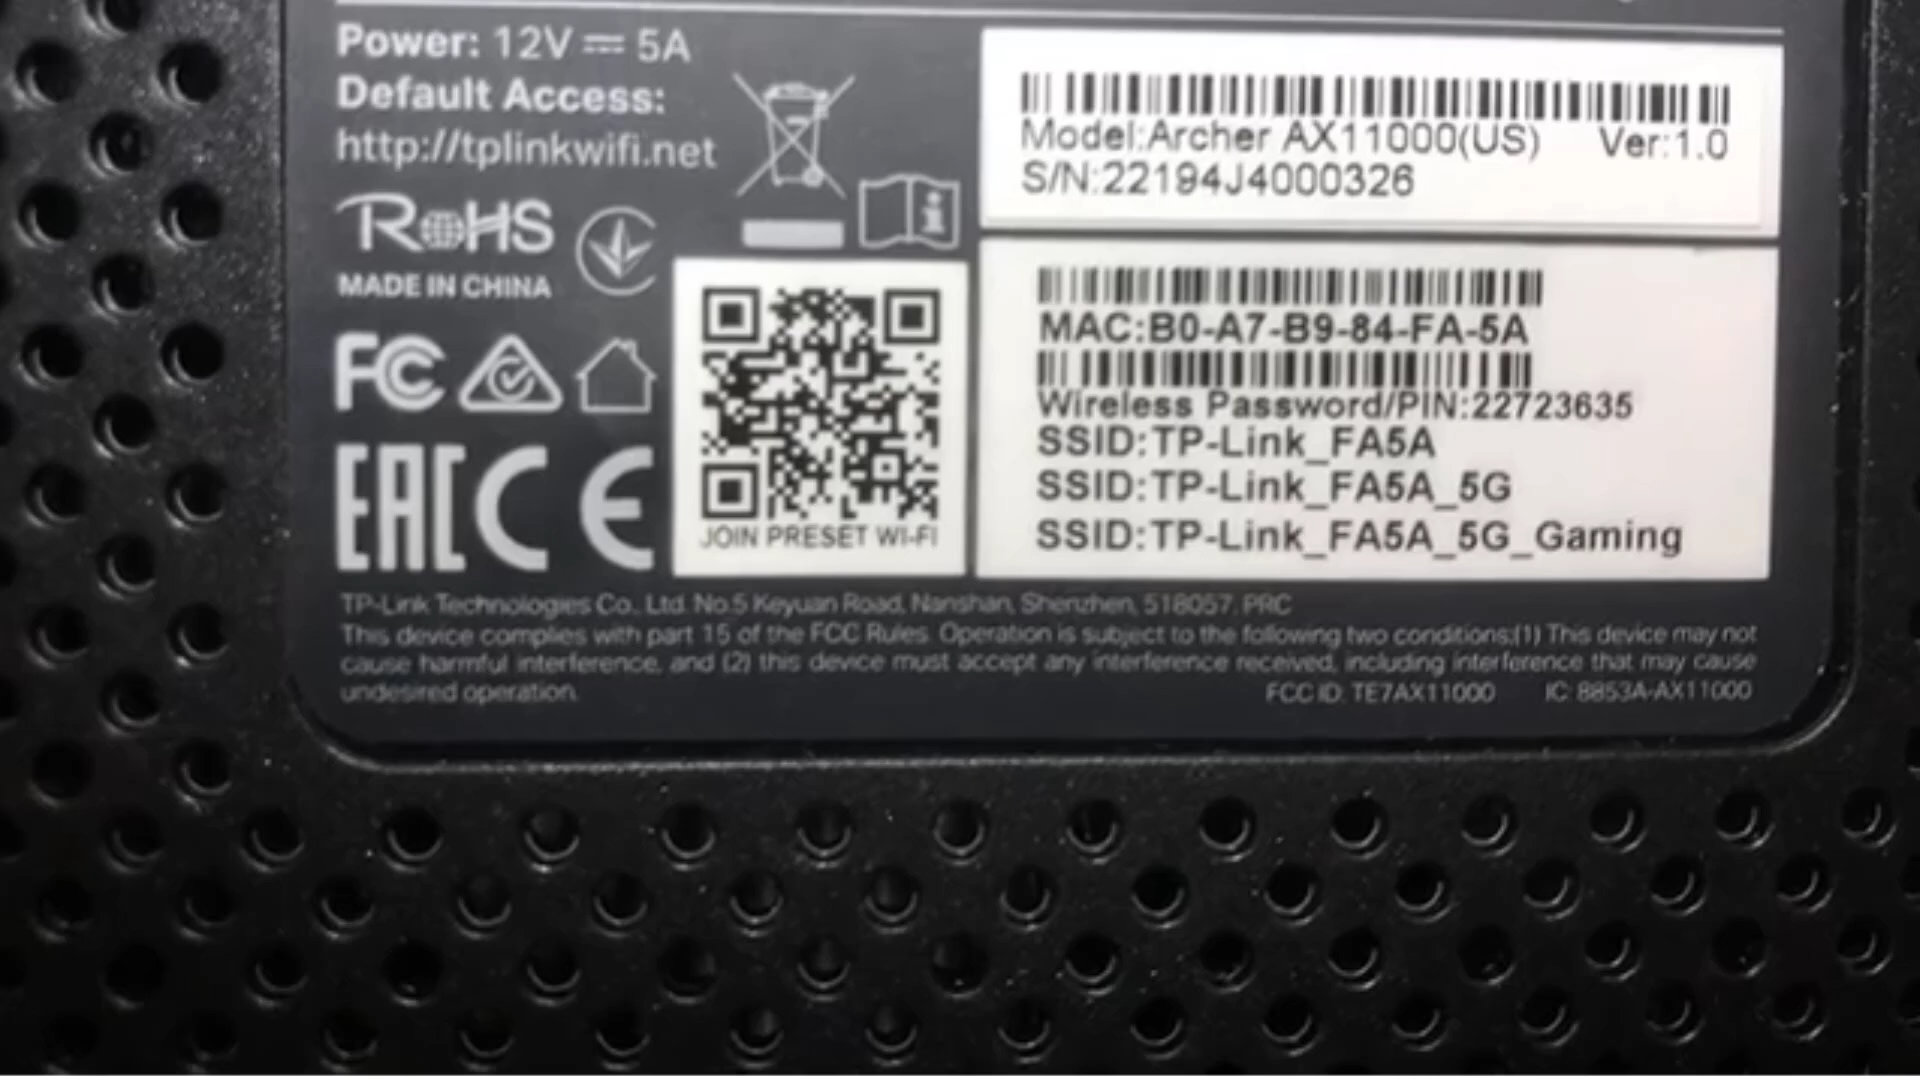 Power: 12V⎓5A
Default Access:
http://tplinkwifi.net
RoHS
MADE IN CHINA
FC
EAC CE
JOIN PRESET WI-FI
Model:Archer AX11000(US) Ver:1.0
S/N:22194J4000326
MAC:B0-A7-B9-84-FA-5A
Wireless Password/PIN:22723635
SSID:TP-Link_FA5A
SSID:TP-Link_FA5A_5G
SSID:TP-Link_FA5A_5G_Gaming
TP-Link Technologies Co., Ltd. No.5 Keyuan Road, Nanshan, Shenzhen, 518057, PRC
This device complies with part 15 of the FCC Rules. Operation is subject to the following two conditions:(1) This device may not
cause harmful interference, and (2) this device must accept any interference received, including interference that may cause
undesired operation.
FCC ID: TE7AX11000 IC: 8853A-AX11000